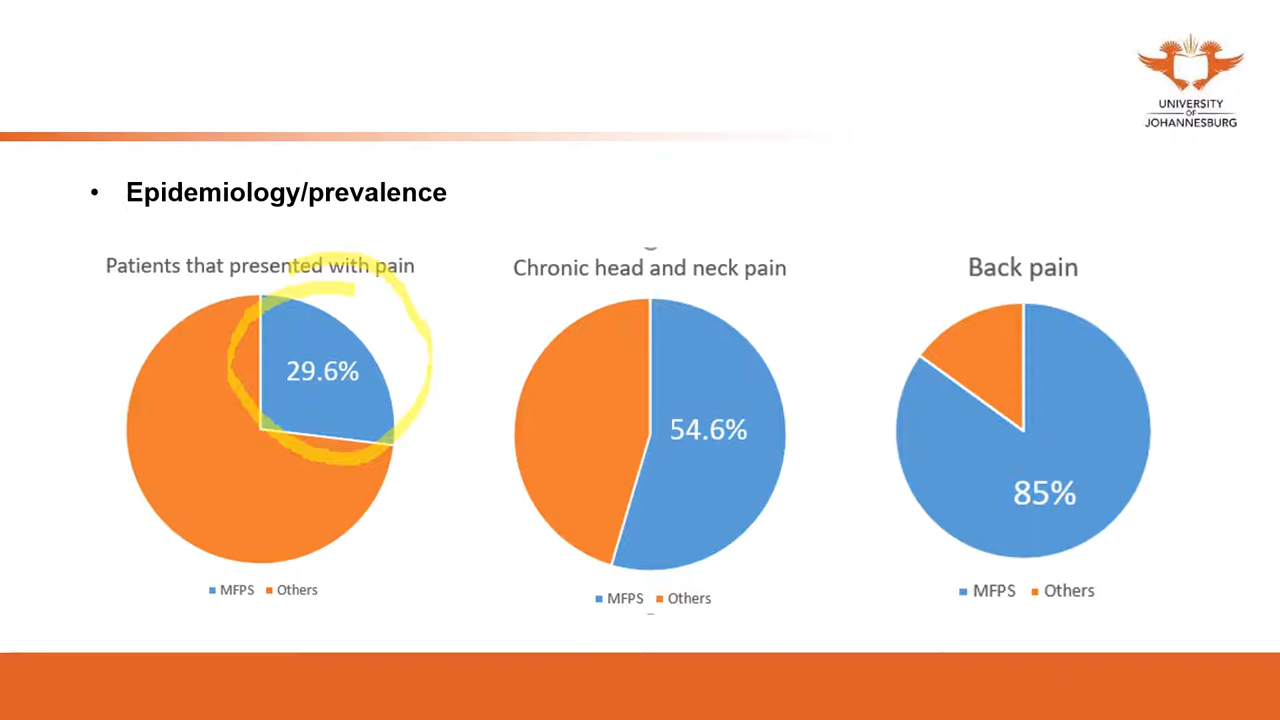 UNIVERSITY
OF
JOHANNESBURG
• Epidemiology/prevalence
Patients that presented with pain
29.6%
MFPS Others
Chronic head and neck pain
54.6%
MFPS Others
Back pain
85%
MFPS Others